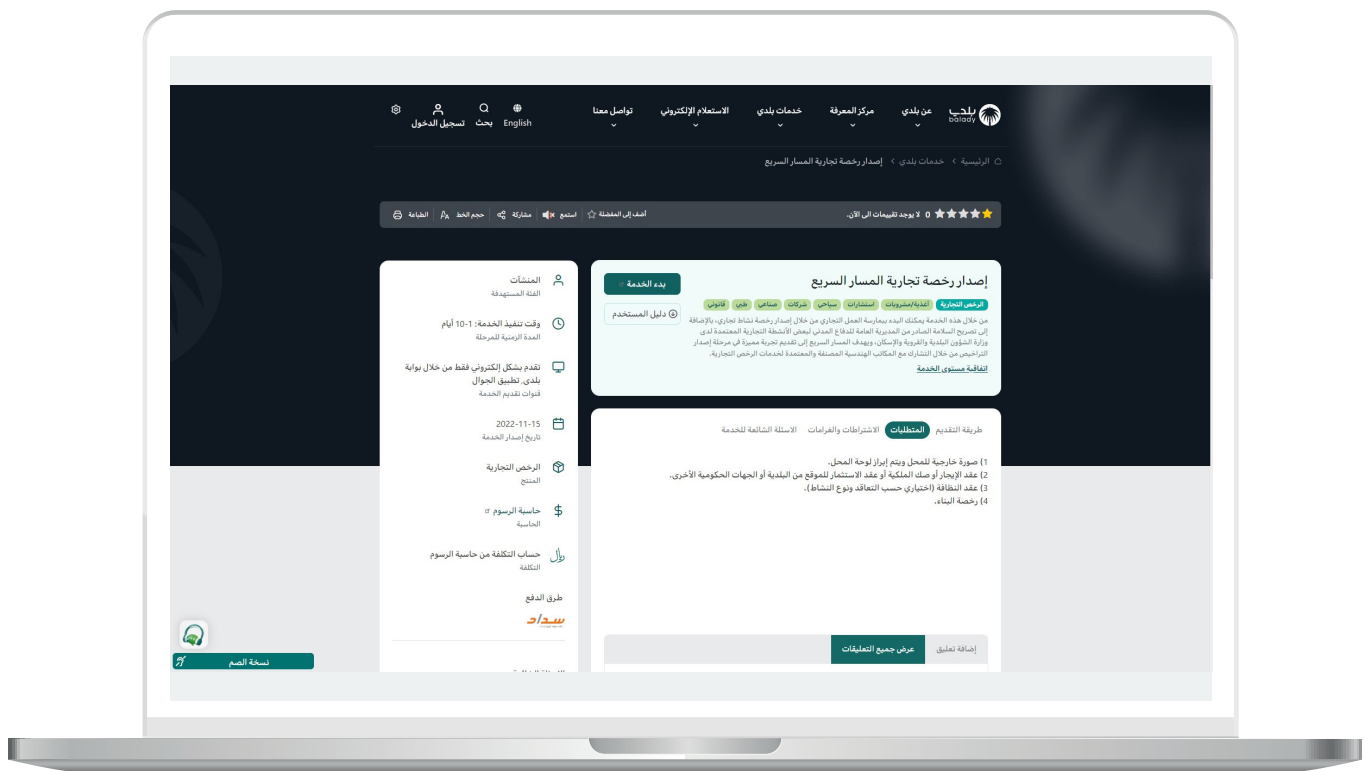 بلدي
balady
عن بلدي
مركز المعرفة
خدمات بلدي
الاستعلام الإلكتروني
تواصل معنا
English
بحث
تسجيل الدخول
الرئيسية > خدمات بلدي > إصدار رخصة تجارية المسار السريع
0 لا يوجد تقييمات الى الآن.
أضف إلى المفضلة
استمع
مشاركة
حجم الخط
الطباعة
إصدار رخصة تجارية المسار السريع
بدء الخدمة
دليل المستخدم
الرخص التجارية أغذية/مشروبات استشارات سياحي شركات صناعي طبي قانوني
من خلال هذه الخدمة يمكنك البدء بممارسة العمل التجاري من خلال إصدار رخصة نشاط تجاري، بالإضافة
إلى تصريح السلامة الصادر من المديرية العامة للدفاع المدني لبعض الأنشطة التجارية المعتمدة لدى
وزارة الشؤون البلدية والقروية والإسكان، ويهدف المسار السريع إلى تقديم تجربة مميزة في مرحلة إصدار
التراخيص من خلال التشارك مع المكاتب الهندسية المصنفة والمعتمدة لخدمات الرخص التجارية.
اتفاقية مستوى الخدمة
طريقة التقديم
المتطلبات
الاشتراطات والغرامات
الاسئلة الشائعة للخدمة
1) صورة خارجية للمحل ويتم إبراز لوحة المحل.
2) عقد الإيجار أو صك الملكية أو عقد الاستثمار للموقع من البلدية أو الجهات الحكومية الأخرى.
3) عقد النظافة (اختياري حسب التعاقد ونوع النشاط).
4) رخصة البناء.
إضافة تعليق
عرض جميع التعليقات
المنشآت
الفئة المستهدفة
وقت تنفيذ الخدمة: 1-10 أيام
المدة الزمنية للمرحلة
تقدم بشكل إلكتروني فقط من خلال بوابة
بلدي, تطبيق الجوال
قنوات تقديم الخدمة
2022-11-15
تاريخ إصدار الخدمة
الرخص التجارية
المنتج
حاسبة الرسوم
الحاسبة
حساب التكلفة من حاسبة الرسوم
التكلفة
طرق الدفع
سداد
نسخة الصم